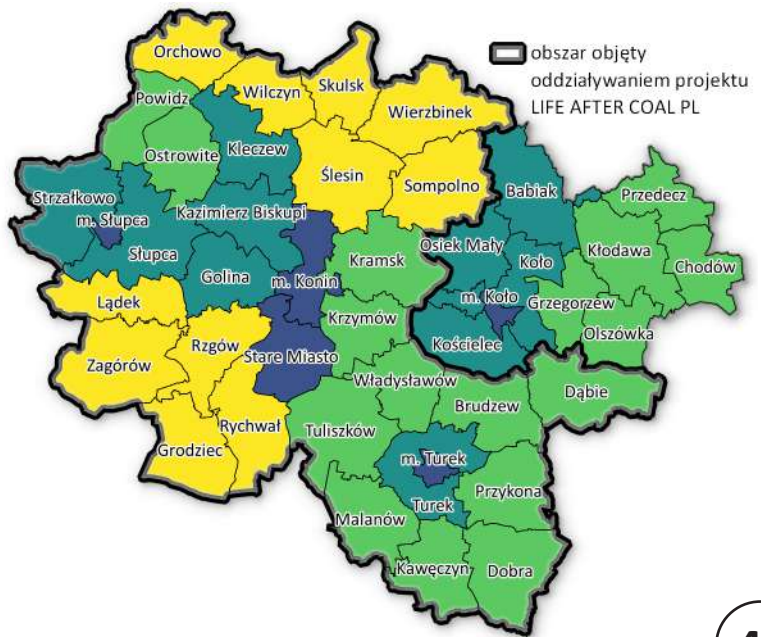 Orchowo
obszar objęty
oddziaływaniem projektu
LIFE AFTER COAL PL
Wilczyn
Skulsk
Wierzbinek
Powidz
Ostrowite
Kleczew
Ślesin
Sompolno
Babiak
Przedecz
Strzałkowo
m. Słupca
Kazimierz Biskupi
Słupca
Golina
m. Konin
Kramsk
Osiek Mały
Koło
Kłodawa
Chodów
Lądek
m. Koło
Grzegorzew
Krzymów
Olszówka
Zagórów
Rzgów
Stare Miasto
Kościelec
Władysławów
Brudzew
Dąbie
Grodziec
Rychwał
Tuliszków
m. Turek
Turek
Przykona
Malanów
Kawęczyn
Dobra